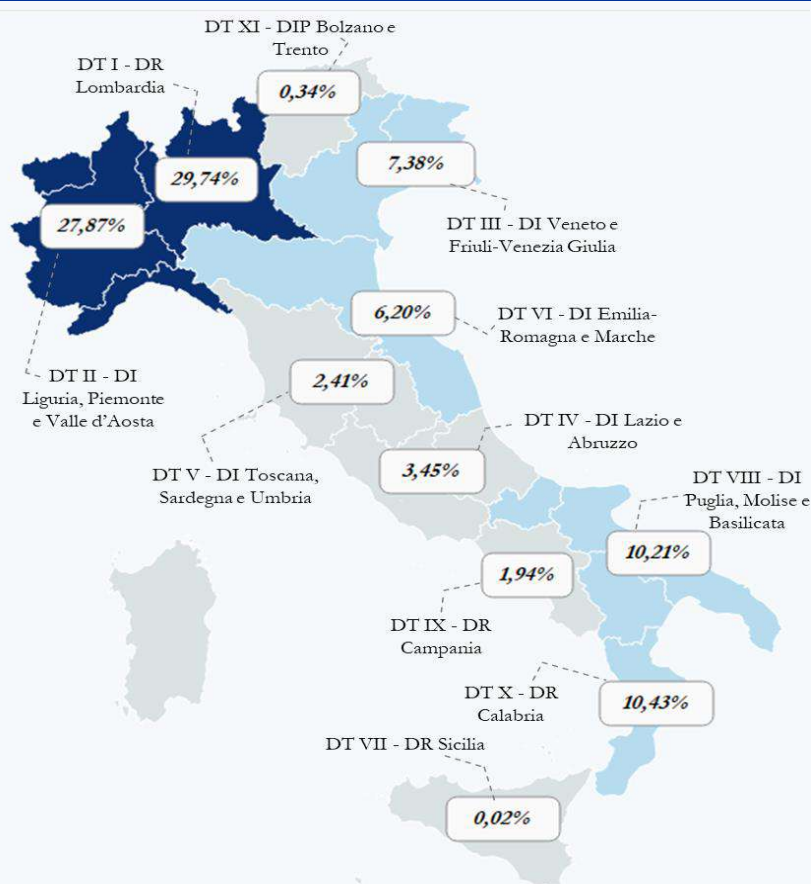 DT XI - DIP Bolzano e
Trento
DT I - DR
Lombardia
0,34%
7,38%
29,74%
27,87%
DT III - DI Veneto e
Friuli-Venezia Giulia
6,20%
DT VI - DI Emilia-
Romagna e Marche
DT II - DI
Liguria, Piemonte
e Valle d'Aosta
2,41%
DT IV - DI Lazio e
Abruzzo
DT V - DI Toscana,
Sardegna e Umbria
3,45%
DT VIII - DI
Puglia, Molise e
Basilicata
10,21%
1,94%
DT IX - DR
Campania
DT X - DR
Calabria
10,43%
DT VII - DR Sicilia
0,02%